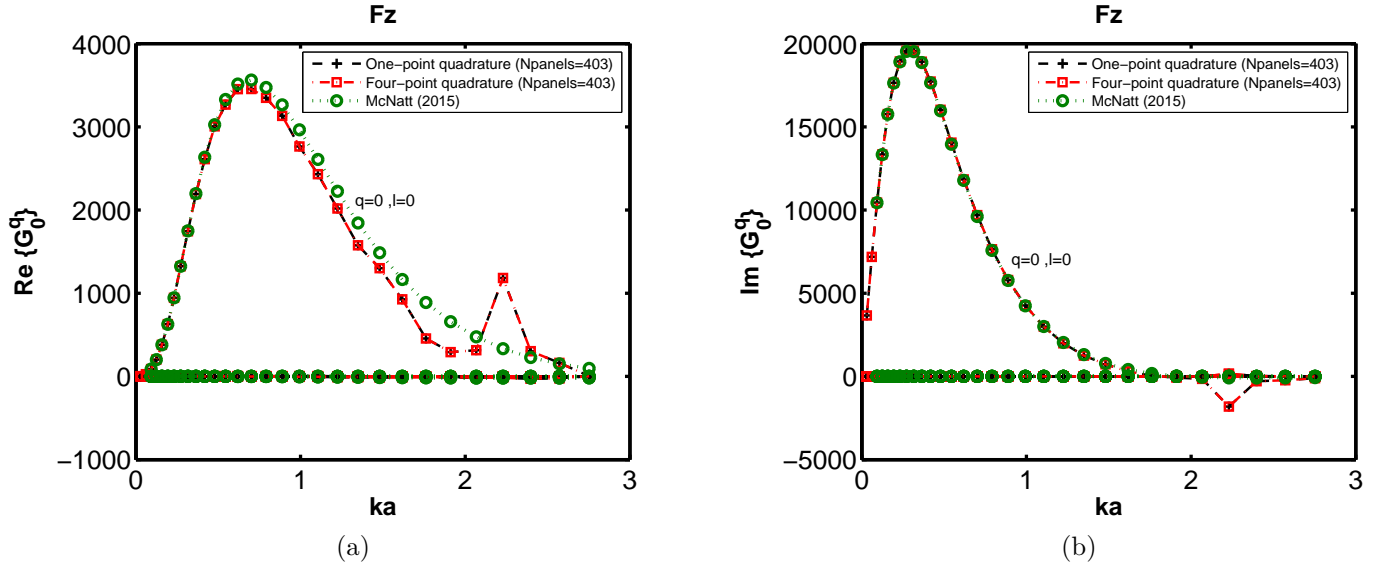 Fz
Re {G₀^q}
4000
3000
2000
1000
0
−1000
One-point quadrature (Npanels=403)
Four-point quadrature (Npanels=403)
McNatt (2015)
q=0 ,l=0
0
1
2
3
ka
(a)
Fz
Im {G₀^q}
20000
15000
10000
5000
0
−5000
One-point quadrature (Npanels=403)
Four-point quadrature (Npanels=403)
McNatt (2015)
q=0 ,l=0
0
1
2
3
ka
(b)